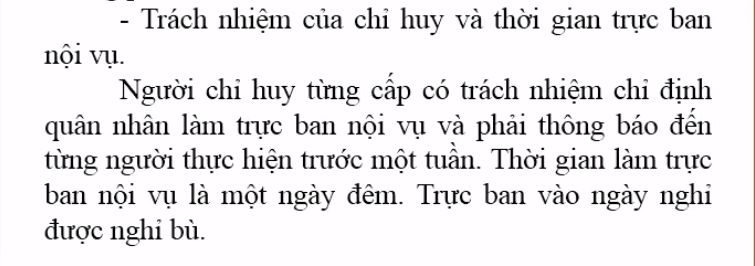 - Trách nhiệm của chỉ huy và thời gian trực ban
nội vụ.
Người chỉ huy từng cấp có trách nhiệm chỉ định
quân nhân làm trực ban nội vụ và phải thông báo đến
từng người thực hiện trước một tuần. Thời gian làm trực
ban nội vụ là một ngày đêm. Trực ban vào ngày nghỉ
được nghỉ bù.